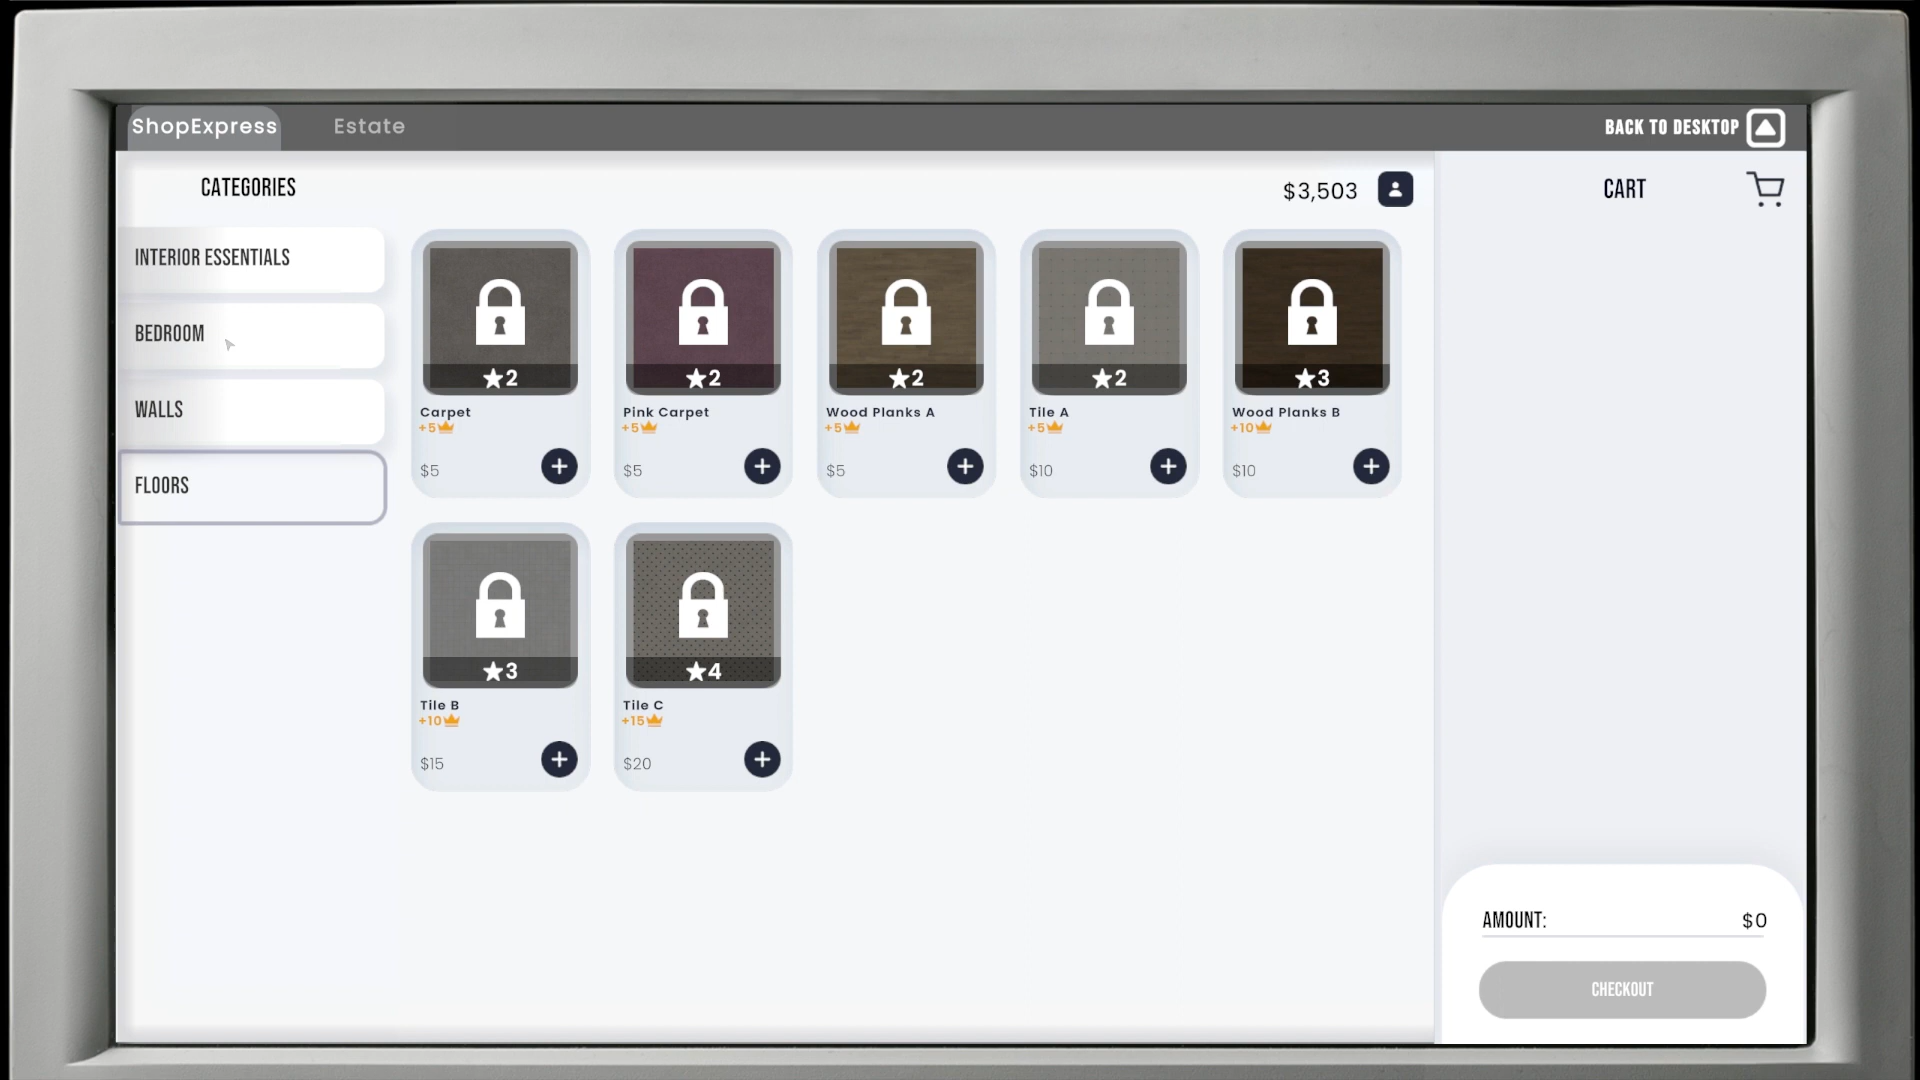 ShopExpress
Estate
BACK TO DESKTOP
CATEGORIES
$3,503
CART
INTERIOR ESSENTIALS
BEDROOM
WALLS
FLOORS
2
2
2
2
3
Carpet
Pink Carpet
Wood Planks A
Tile A
Wood Planks B
+5
+5
+5
+5
+10
$5
$5
$5
$10
$10
3
4
Tile B
Tile C
+10
+15
$15
$20
AMOUNT:
$0
CHECKOUT